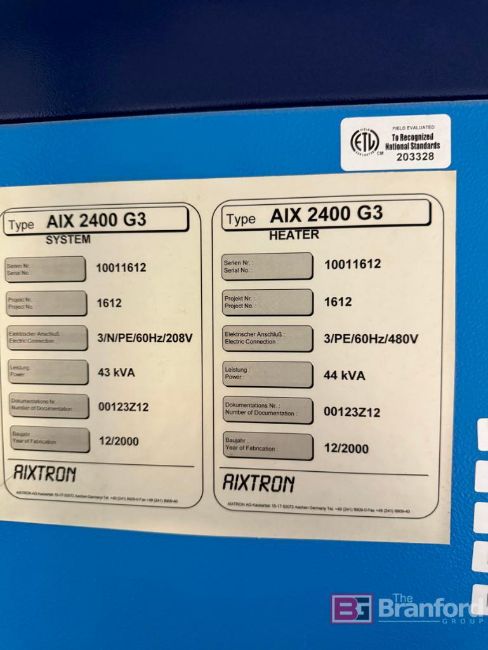 FIELD EVALUATED
ETL
To Recognized
National Standards
203328
Type AIX 2400 G3
SYSTEM
Serien Nr. :
Serial No.
10011612
Projekt Nr. :
Project No.
1612
Elektrischer Anschluß :
Electric Connection
3/N/PE/60Hz/208V
Leistung :
Power:
43 kVA
Dokumentations Nr. :
Number of Documentation :
00123Z12
Baujahr :
Year of Fabrication :
12/2000
AIXTRON
Type AIX 2400 G3
HEATER
Serien Nr. :
Serial No.
10011612
Projekt Nr. :
Project No.
1612
Elektrischer Anschluß :
Electric Connection
3/PE/60Hz/480V
Leistung :
Power:
44 kVA
Dokumentations Nr. :
Number of Documentation :
00123Z12
Baujahr :
Year of Fabrication :
12/2000
AIXTRON
BG The
Branford
GROUP